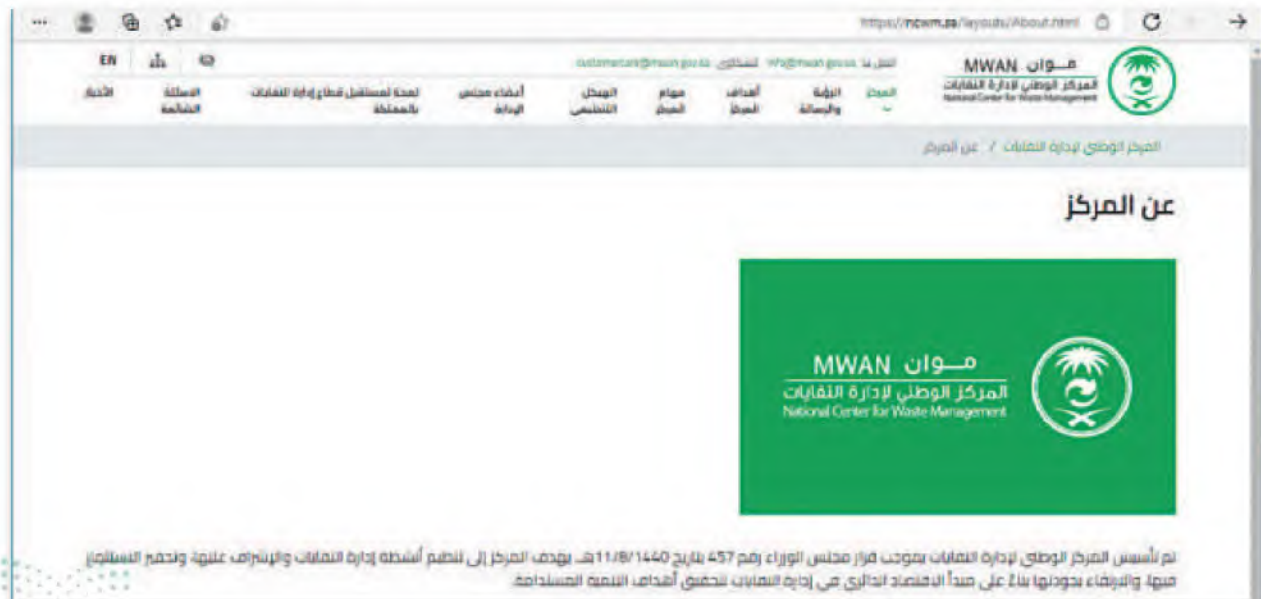 https://ncwm.sa/layouts/About.html
EN
اتصل بنا info@mwan.gov.sa للشكاوى customercare@mwan.gov.sa
موان MWAN
المركز الوطني لإدارة النفايات
National Center for Waste Management
المركز
الرؤية والرسالة
أهداف المركز
مهام المركز
الهيكل التنظيمي
أعضاء مجلس الإدارة
لمحة لمستقبل قطاع إدارة النفايات بالمملكة
الاسئلة الشائعة
الأخبار
المركز الوطني لإدارة النفايات / عن المركز
عن المركز
موان MWAN
المركز الوطني لإدارة النفايات
National Center for Waste Management
تم تأسيس المركز الوطني لإدارة النفايات بموجب قرار مجلس الوزراء رقم 457 بتاريخ 11/8/1440هـ. يهدف المركز إلى تنظيم أنشطة إدارة النفايات والإشراف عليها، وتحفيز الاستثمار
فيها، والارتقاء بجودتها بناءً على مبدأ الاقتصاد الدائري في إدارة النفايات لتحقيق أهداف التنمية المستدامة.